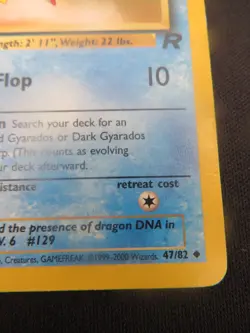 ength: 2' 11", Weight: 22 lbs.
R
Flop 10
n Search your deck for an
d Gyarados or Dark Gyarados
rp. (This counts as evolving
ur deck afterward.
istance retreat cost
d the presence of dragon DNA in
V. 6 #129
, Creatures, GAMEFREAK. ©1999-2000 Wizards. 47/82 ◆